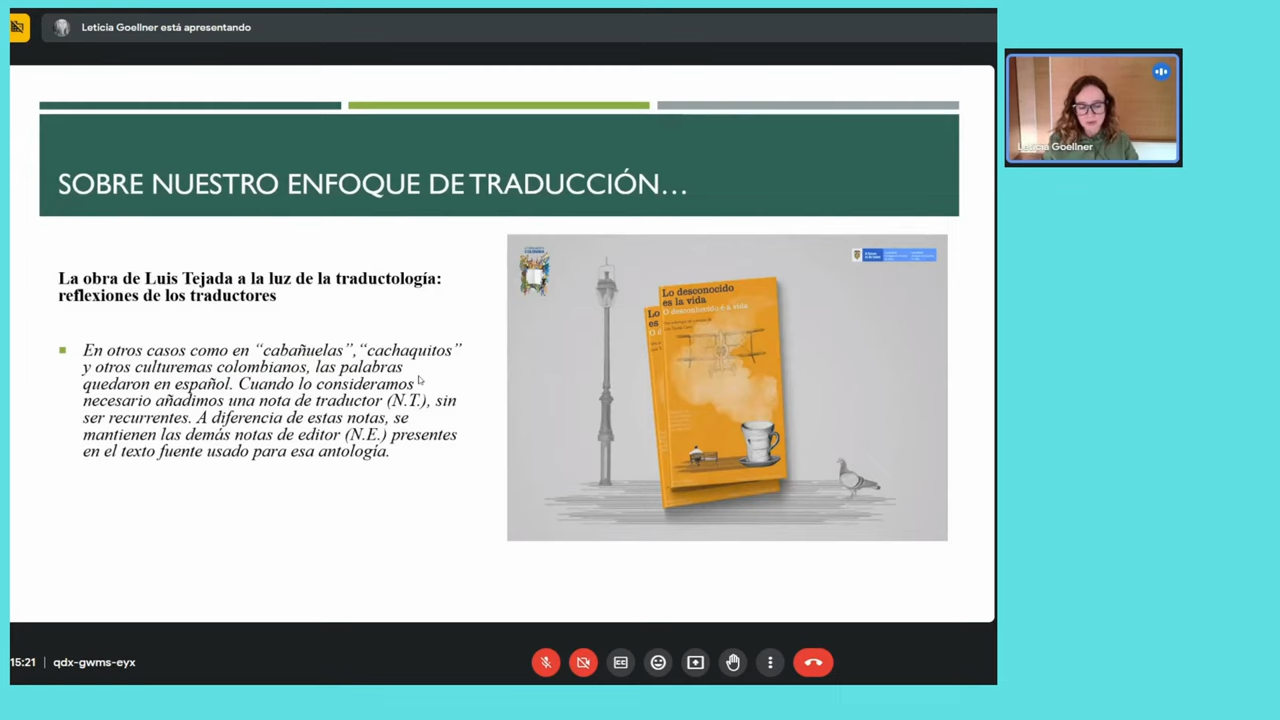 Leticia Goellner está apresentando
Leticia Goellner
SOBRE NUESTRO ENFOQUE DE TRADUCCIÓN...
La obra de Luis Tejada a la luz de la traductología:
reflexiones de los traductores
En otros casos como en “cabañuelas”,“cachaquitos”
y otros culturemas colombianos, las palabras
quedaron en español. Cuando lo consideramos
necesario añadimos una nota de traductor (N.T.), sin
ser recurrentes. A diferencia de estas notas, se
mantienen las demás notas de editor (N.E.) presentes
en el texto fuente usado para esa antología.
Lo desconocido
es la vida
O desconhecido é a vida
Lo
es
15:21
qdx-gwms-eyx